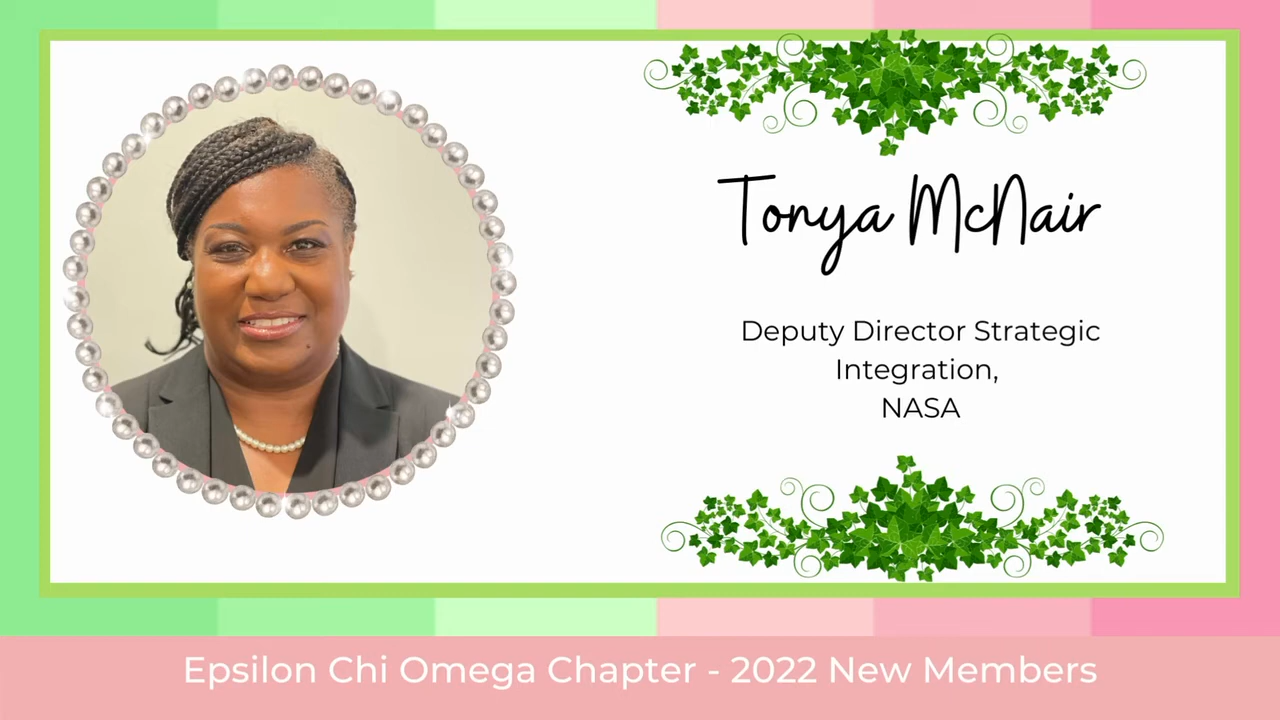 Tonya McNair
Deputy Director Strategic
Integration,
NASA
Epsilon Chi Omega Chapter - 2022 New Members